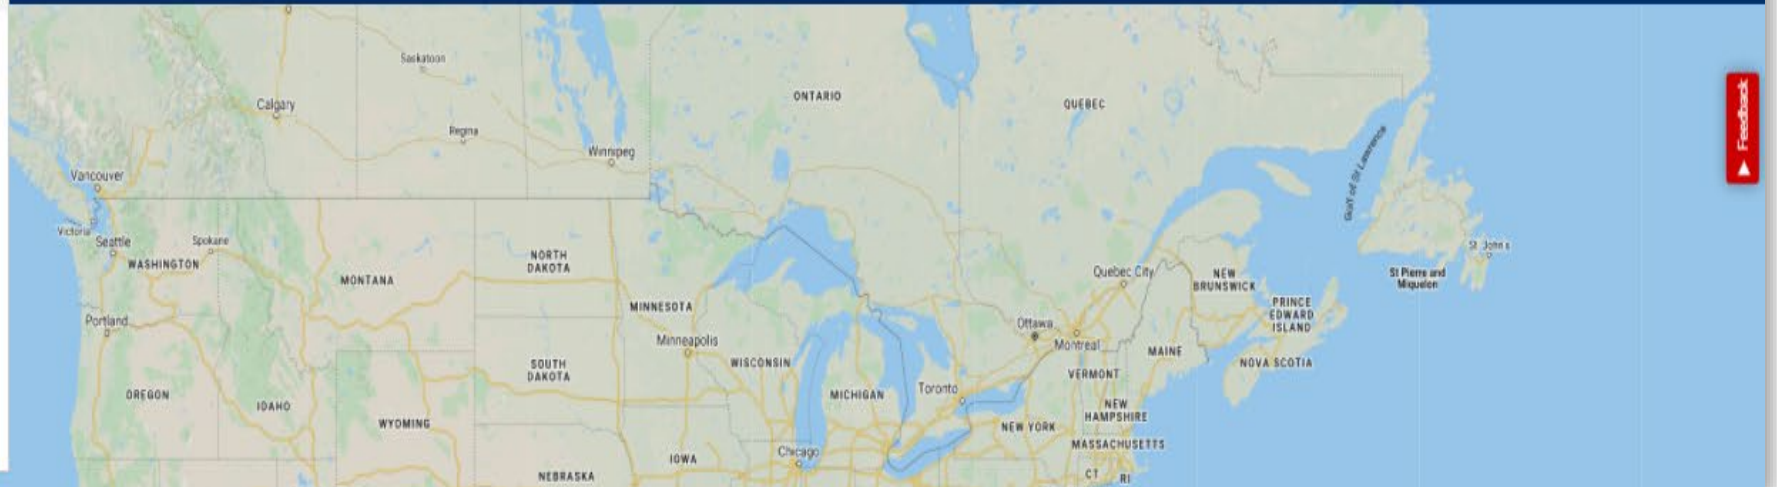 Saskatoon
ONTARIO
QUEBEC
Calgary
Regina
Winnipeg
Vancouver
Victoria
Seattle
Spokane
WASHINGTON
MONTANA
NORTH
DAKOTA
MINNESOTA
Quebec City
NEW
BRUNSWICK
PRINCE
EDWARD
ISLAND
Gulf of St Lawrence
St. John's
St Pierre and
Miquelon
Feedback
Portland
Minneapolis
Ottawa
Montreal
MAINE
NOVA SCOTIA
SOUTH
DAKOTA
WISCONSIN
VERMONT
OREGON
IDAHO
WYOMING
MICHIGAN
Toronto
NEW
HAMPSHIRE
NEW YORK
MASSACHUSETTS
IOWA
Chicago
NEBRASKA
CT
RI